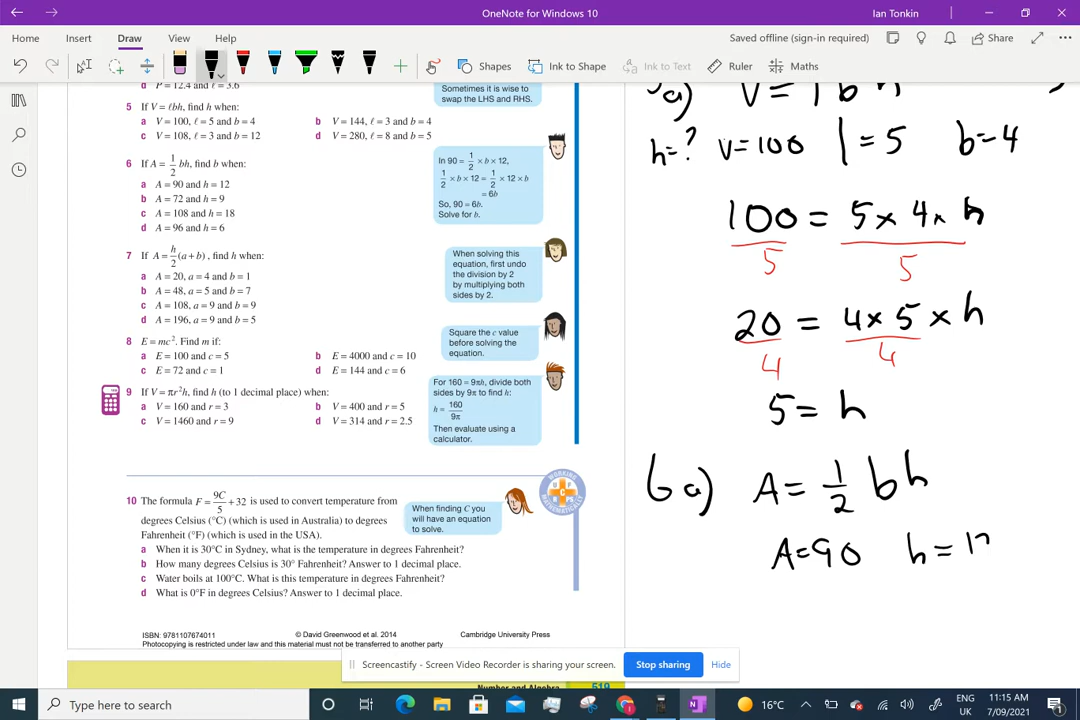 OneNote for Windows 10
Ian Tonkin
Home Insert Draw View Help
Saved offline (sign-in required)
Share
Shapes Ink to Shape Ink to Text Ruler Maths
d P = 12.4 and ℓ = 3.6
Sometimes it is wise to
swap the LHS and RHS.
5 If V = ℓbh, find h when:
a V = 100, ℓ = 5 and b = 4 b V = 144, ℓ = 3 and b = 4
c V = 108, ℓ = 3 and b = 12 d V = 280, ℓ = 8 and b = 5
6 If A = 1/2 bh, find b when:
a A = 90 and h = 12
b A = 72 and h = 9
c A = 108 and h = 18
d A = 96 and h = 6
In 90 = 1/2 × b × 12,
1/2 × b × 12 = 1/2 × 12 × b
= 6b
So, 90 = 6b.
Solve for b.
7 If A = h/2 (a + b), find h when:
a A = 20, a = 4 and b = 1
b A = 48, a = 5 and b = 7
c A = 108, a = 9 and b = 9
d A = 196, a = 9 and b = 5
When solving this
equation, first undo
the division by 2
by multiplying both
sides by 2.
8 E = mc². Find m if:
a E = 100 and c = 5 b E = 4000 and c = 10
c E = 72 and c = 1 d E = 144 and c = 6
Square the c value
before solving the
equation.
9 If V = πr²h, find h (to 1 decimal place) when:
a V = 160 and r = 3 b V = 400 and r = 5
c V = 1460 and r = 9 d V = 314 and r = 2.5
For 160 = 9πh, divide both
sides by 9π to find h:
h = 160/9π
Then evaluate using a
calculator.
WORKING
MATHEMATICALLY
10 The formula F = 9C/5 + 32 is used to convert temperature from
degrees Celsius (°C) (which is used in Australia) to degrees
Fahrenheit (°F) (which is used in the USA).
a When it is 30°C in Sydney, what is the temperature in degrees Fahrenheit?
b How many degrees Celsius is 30° Fahrenheit? Answer to 1 decimal place.
c Water boils at 100°C. What is this temperature in degrees Fahrenheit?
d What is 0°F in degrees Celsius? Answer to 1 decimal place.
When finding C you
will have an equation
to solve.
ISBN: 9781107674011 © David Greenwood et al. 2014 Cambridge University Press
Photocopying is restricted under law and this material must not be transferred to another party
Number and Algebra 519
a) V = l b h
h=? V=100 l=5 b=4
100 = 5 × 4 × h
5 5
20 = 4 × 5 × h
4 4
5 = h
6 a) A = 1/2 bh
A=90 h = 12
Screencastify - Screen Video Recorder is sharing your screen. Stop sharing Hide
Type here to search
16°C
ENG
UK
11:15 AM
7/09/2021